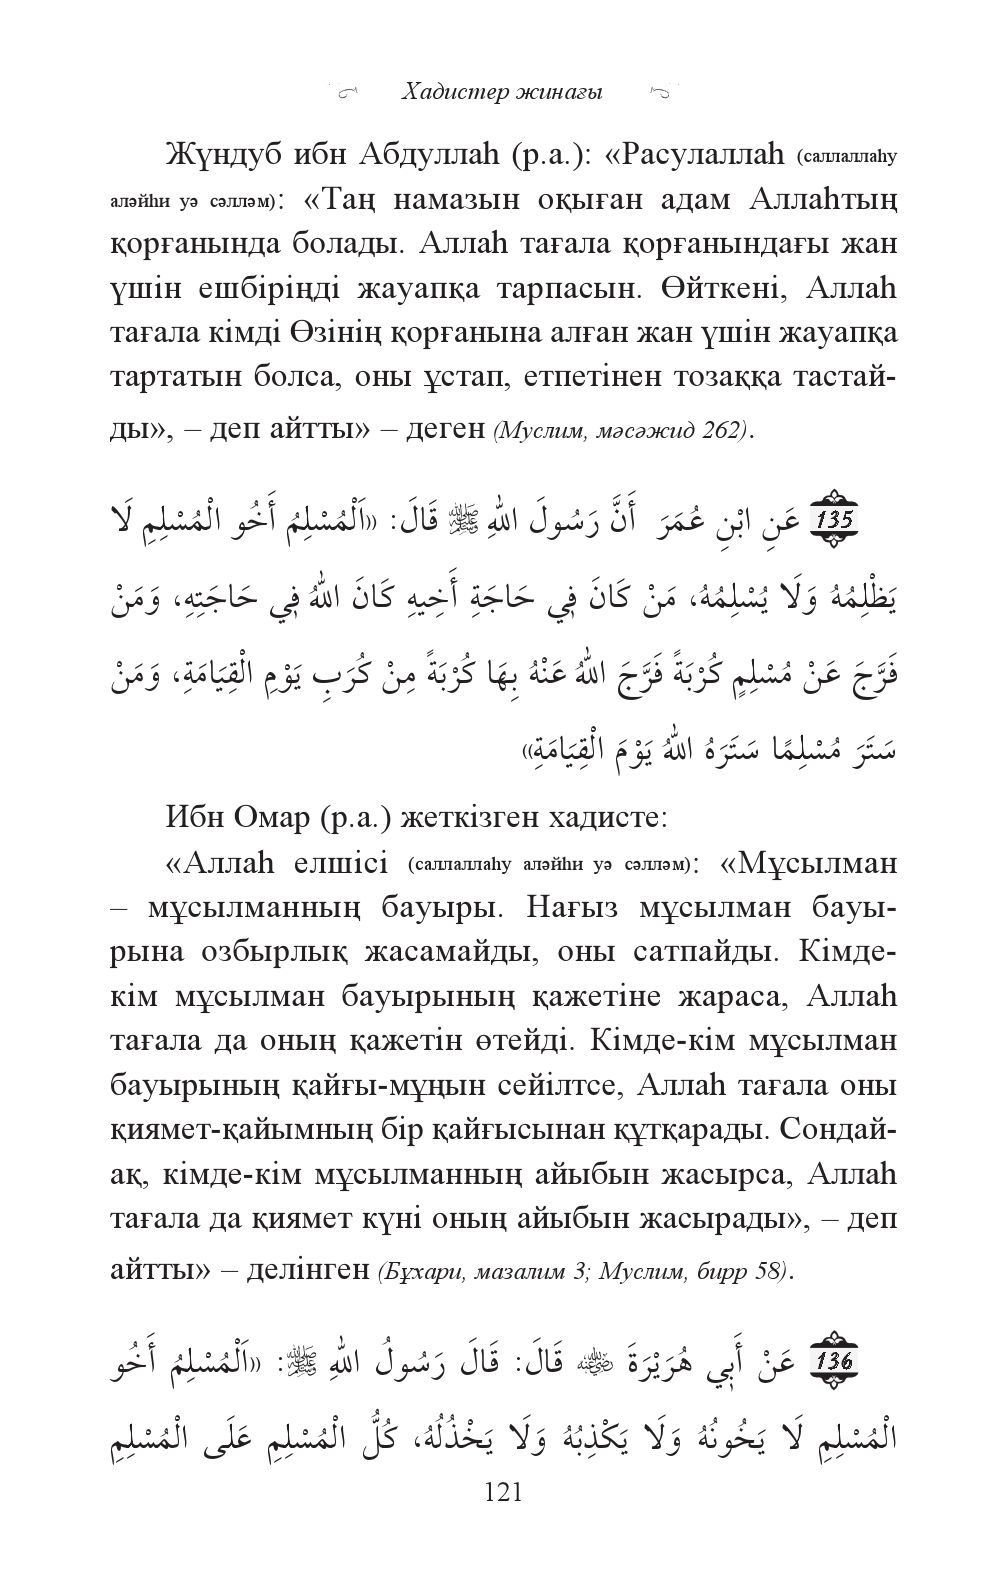 Хадистер жинағы
Жүндуб ибн Абдуллаһ (р.а.): «Расулаллаһ (саллаллаһу
аләйһи уә сәлләм): «Таң намазын оқыған адам Аллаһтың
қорғанында болады. Аллаһ тағала қорғанындағы жан
үшін ешбіріңді жауапқа тарпасын. Өйткені, Аллаһ
тағала кімді Өзінің қорғанына алған жан үшін жауапқа
тартатын болса, оны ұстап, етпетінен тозаққа тастай-
ды», – деп айтты» – деген (Муслим, мәсәжид 262).
135 عَنِ ابْنِ عُمَرَ أَنَّ رَسُولَ اللهِ ﷺ قَالَ: «اَلْمُسْلِمُ أَخُو الْمُسْلِمِ لَا
يَظْلِمُهُ وَلَا يُسْلِمُهُ، مَنْ كَانَ فِي حَاجَةِ أَخِيهِ كَانَ اللهُ فِي حَاجَتِهِ، وَمَنْ
فَرَّجَ عَنْ مُسْلِمٍ كُرْبَةً فَرَّجَ اللهُ عَنْهُ بِهَا كُرْبَةً مِنْ كُرَبِ يَوْمِ الْقِيَامَةِ، وَمَنْ
سَتَرَ مُسْلِمًا سَتَرَهُ اللهُ يَوْمَ الْقِيَامَةِ»
Ибн Омар (р.а.) жеткізген хадисте:
«Аллаһ елшісі (саллаллаһу аләйһи уә сәлләм): «Мұсылман
– мұсылманның бауыры. Нағыз мұсылман бауы-
рына озбырлық жасамайды, оны сатпайды. Кімде-
кім мұсылман бауырының қажетіне жараса, Аллаһ
тағала да оның қажетін өтейді. Кімде-кім мұсылман
бауырының қайғы-мұңын сейілтсе, Аллаһ тағала оны
қиямет-қайымның бір қайғысынан құтқарады. Сондай-
ақ, кімде-кім мұсылманның айыбын жасырса, Аллаһ
тағала да қиямет күні оның айыбын жасырады», – деп
айтты» – делінген (Бұхари, мазалим 3; Муслим, бирр 58).
136 عَنْ أَبِي هُرَيْرَةَ رضي الله عنه قَالَ: قَالَ رَسُولُ اللهِ ﷺ: «اَلْمُسْلِمُ أَخُو
الْمُسْلِمِ لَا يَخُونُهُ وَلَا يَكْذِبُهُ وَلَا يَخْذُلُهُ، كُلُّ الْمُسْلِمِ عَلَى الْمُسْلِمِ
121